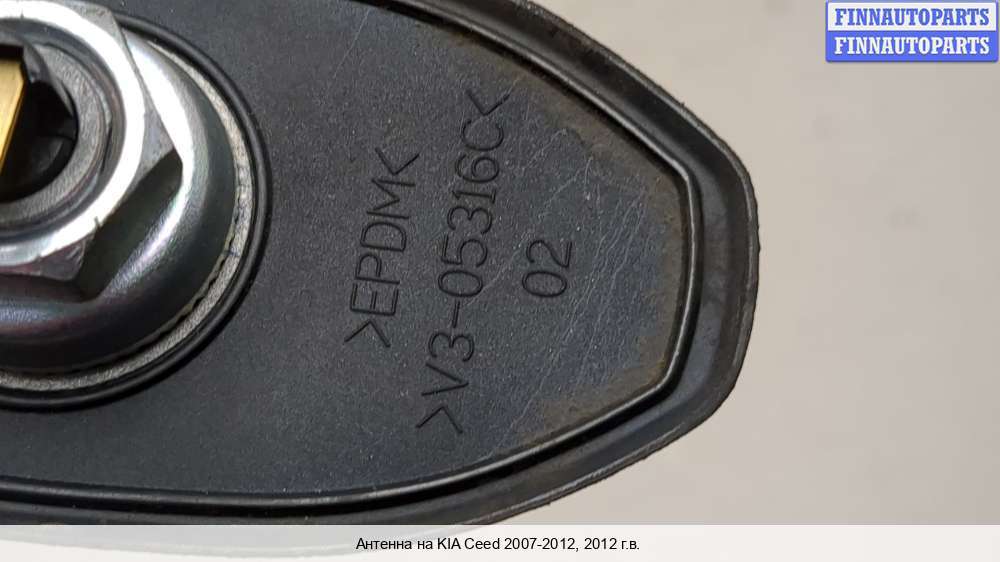 FINNAUTOPARTS
FINNAUTOPARTS
>EPDM<
>V3-05316C<
02
Антенна на KIA Ceed 2007-2012, 2012 г.в.